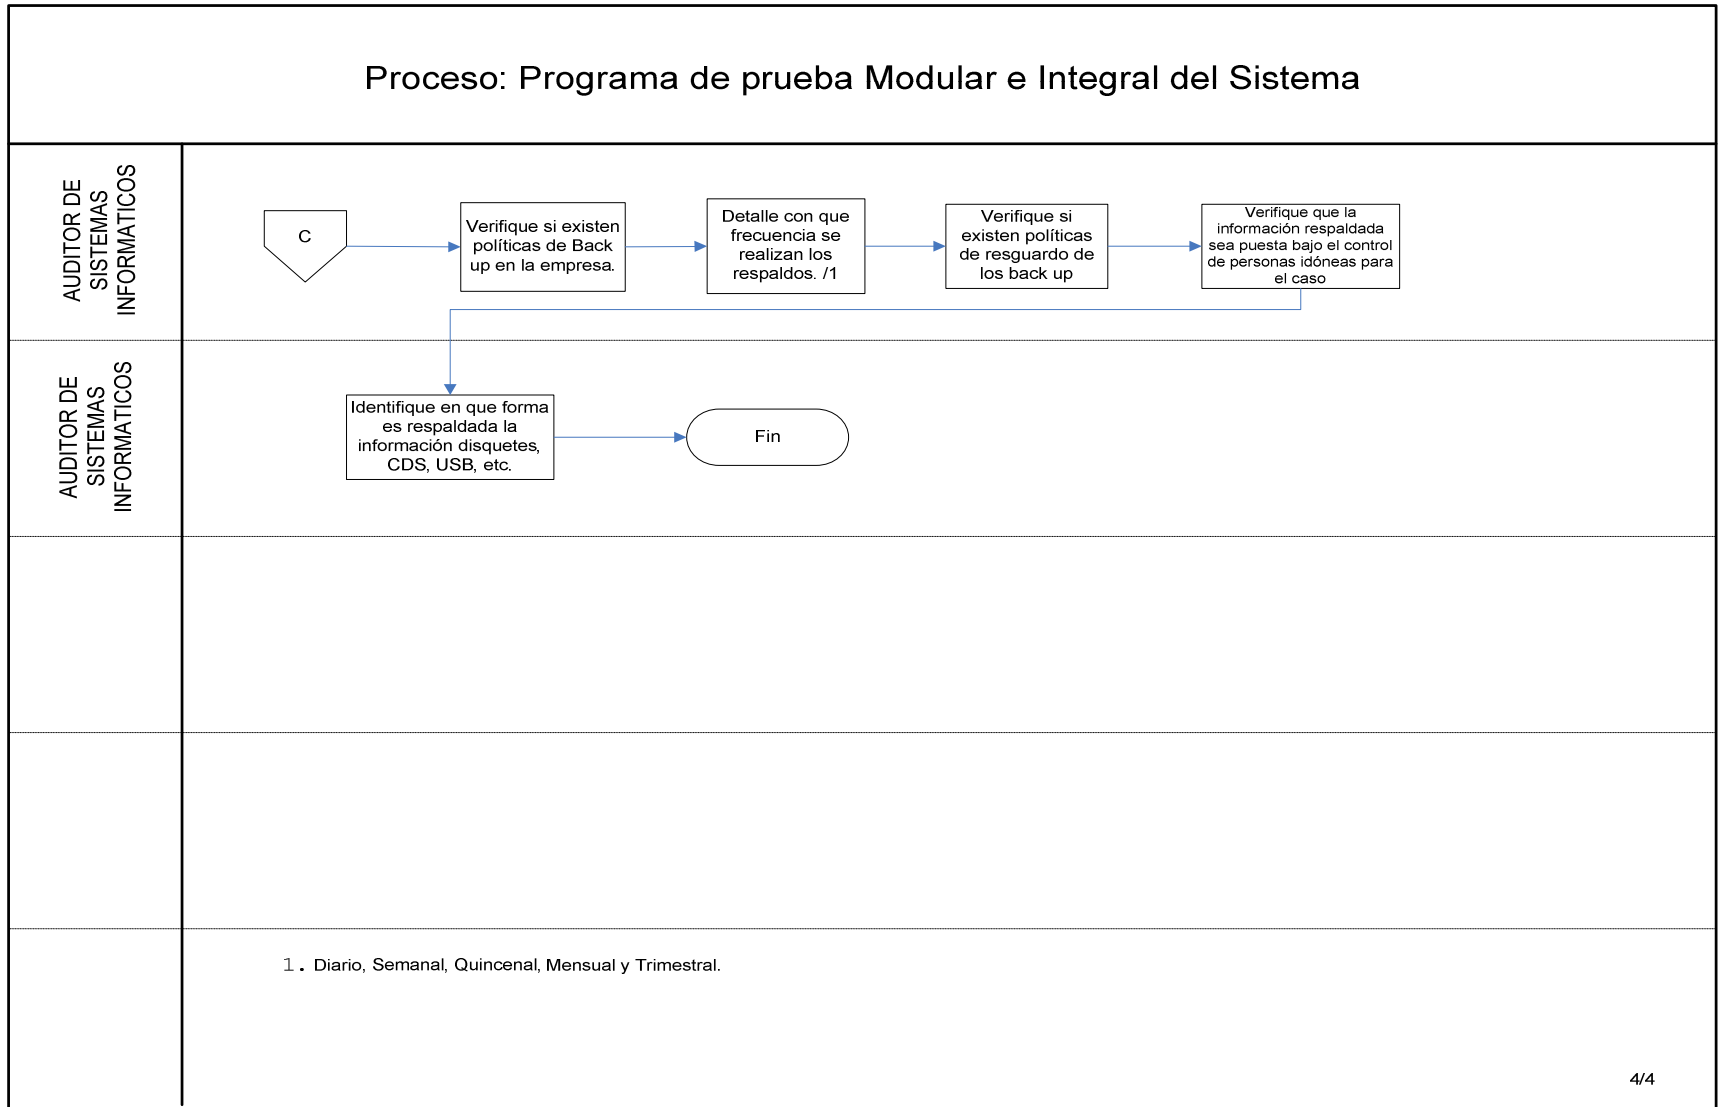 Proceso: Programa de prueba Modular e Integral del Sistema
AUDITOR DE
SISTEMAS
INFORMATICOS
C
Verifique si existen
políticas de Back
up en la empresa.
Detalle con que
frecuencia se
realizan los
respaldos. /1
Verifique si
existen políticas
de resguardo de
los back up
Verifique que la
información respaldada
sea puesta bajo el control
de personas idóneas para
el caso
AUDITOR DE
SISTEMAS
INFORMATICOS
Identifique en que forma
es respaldada la
información disquetes,
CDS, USB, etc.
Fin
1. Diario, Semanal, Quincenal, Mensual y Trimestral.
4/4